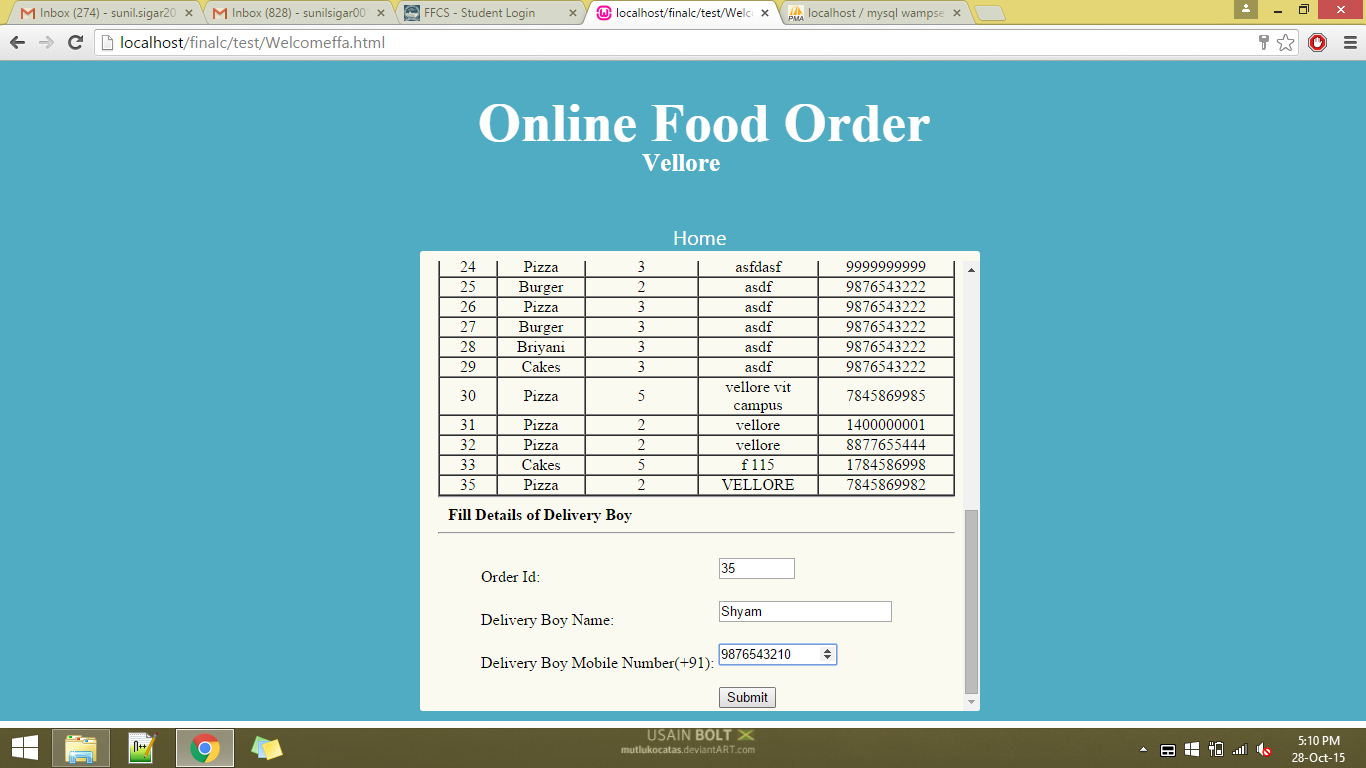 Inbox (274) - sunil.sigar20
Inbox (828) - sunilsigar00
FFCS - Student Login
localhost/finalc/test/Welc
localhost / mysql wampse
localhost/finalc/test/Welcomeffa.html
Online Food Order
Vellore
Home
24 Pizza 3 asfdasf 9999999999
25 Burger 2 asdf 9876543222
26 Pizza 3 asdf 9876543222
27 Burger 3 asdf 9876543222
28 Briyani 3 asdf 9876543222
29 Cakes 3 asdf 9876543222
30 Pizza 5 vellore vit campus 7845869985
31 Pizza 2 vellore 1400000001
32 Pizza 2 vellore 8877655444
33 Cakes 5 f 115 1784586998
35 Pizza 2 VELLORE 7845869982
Fill Details of Delivery Boy
Order Id: 35
Delivery Boy Name: Shyam
Delivery Boy Mobile Number(+91): 9876543210
Submit
USAIN BOLT
mutlukocatas.deviantART.com
5:10 PM
28-Oct-15